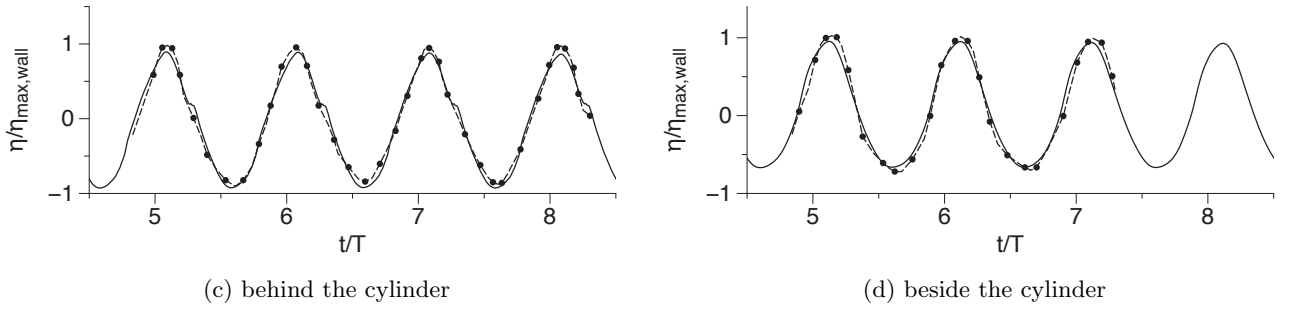 η/ηmax,wall
1
0
−1
5
6
7
8
t/T
(c) behind the cylinder
η/ηmax,wall
1
0
−1
5
6
7
8
t/T
(d) beside the cylinder